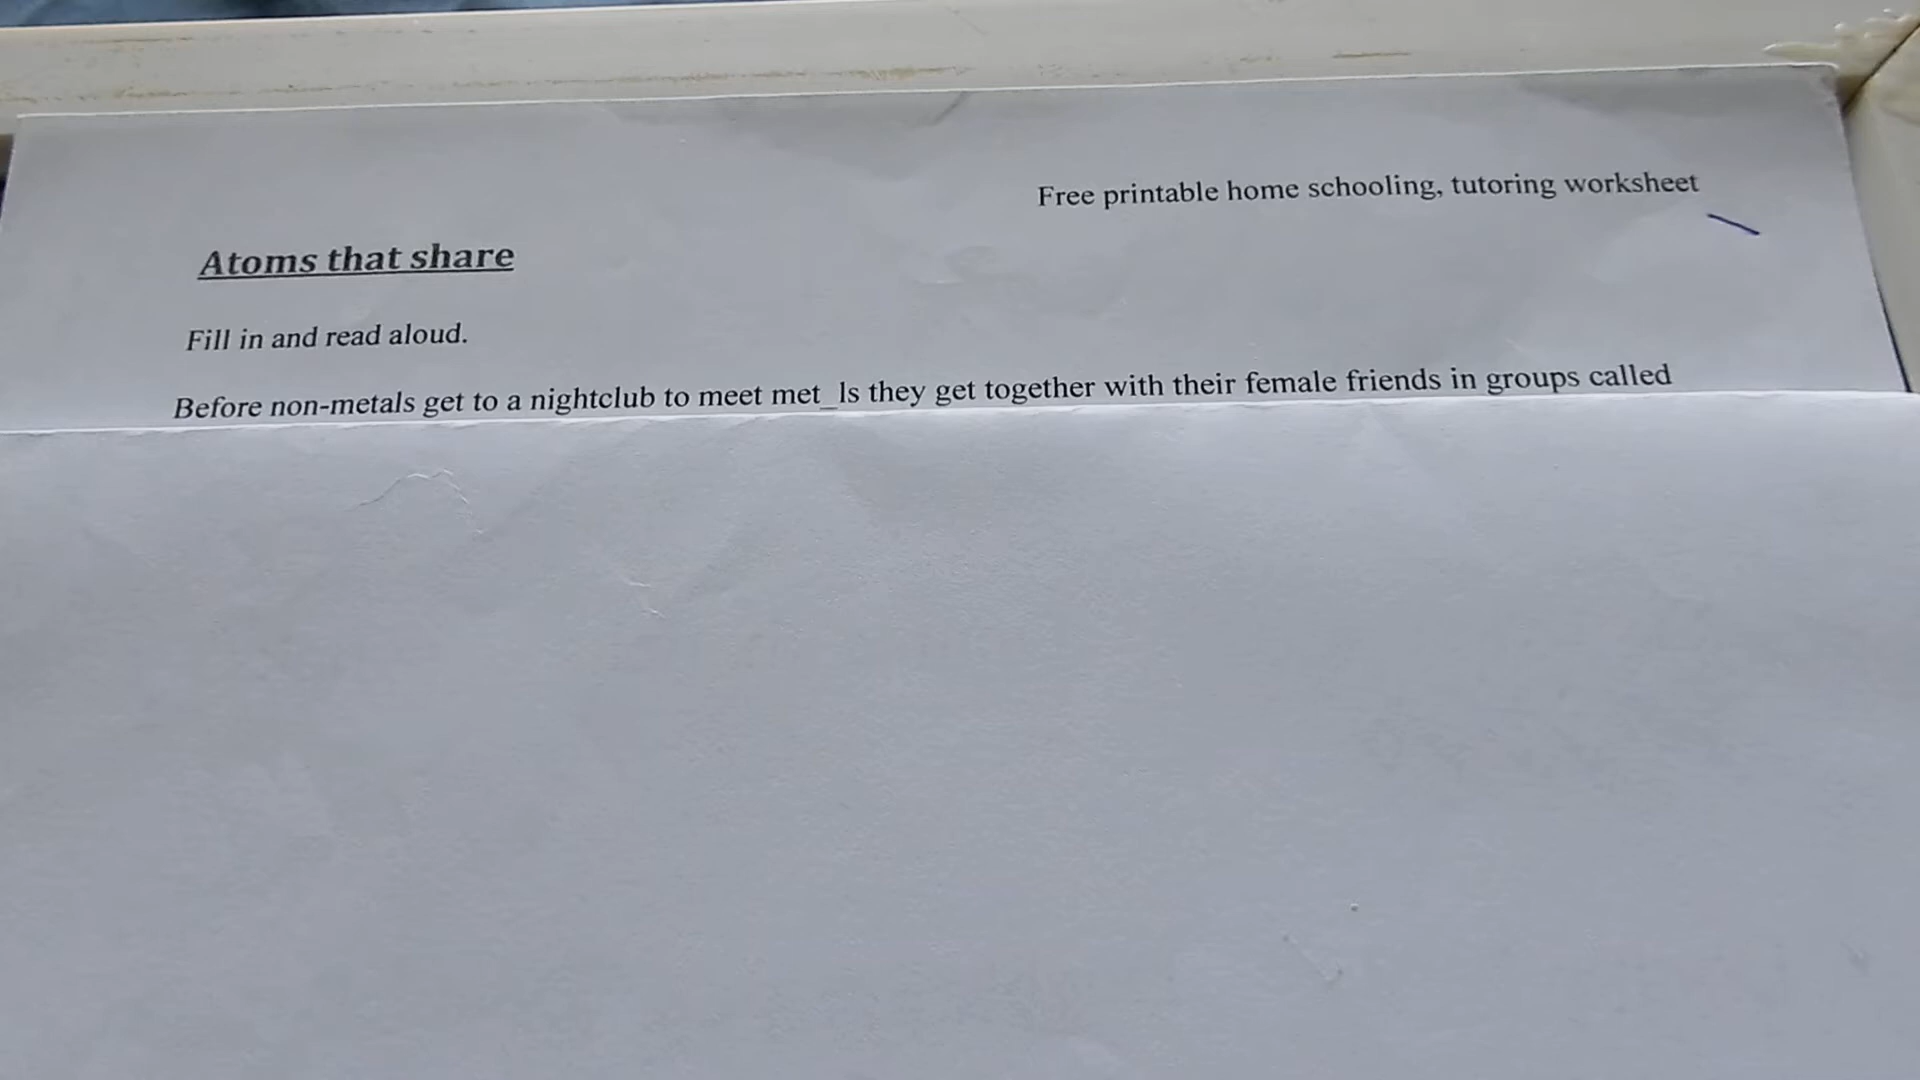 Free printable home schooling, tutoring worksheet
Atoms that share
Fill in and read aloud.
Before non-metals get to a nightclub to meet met_ls they get together with their female friends in groups called